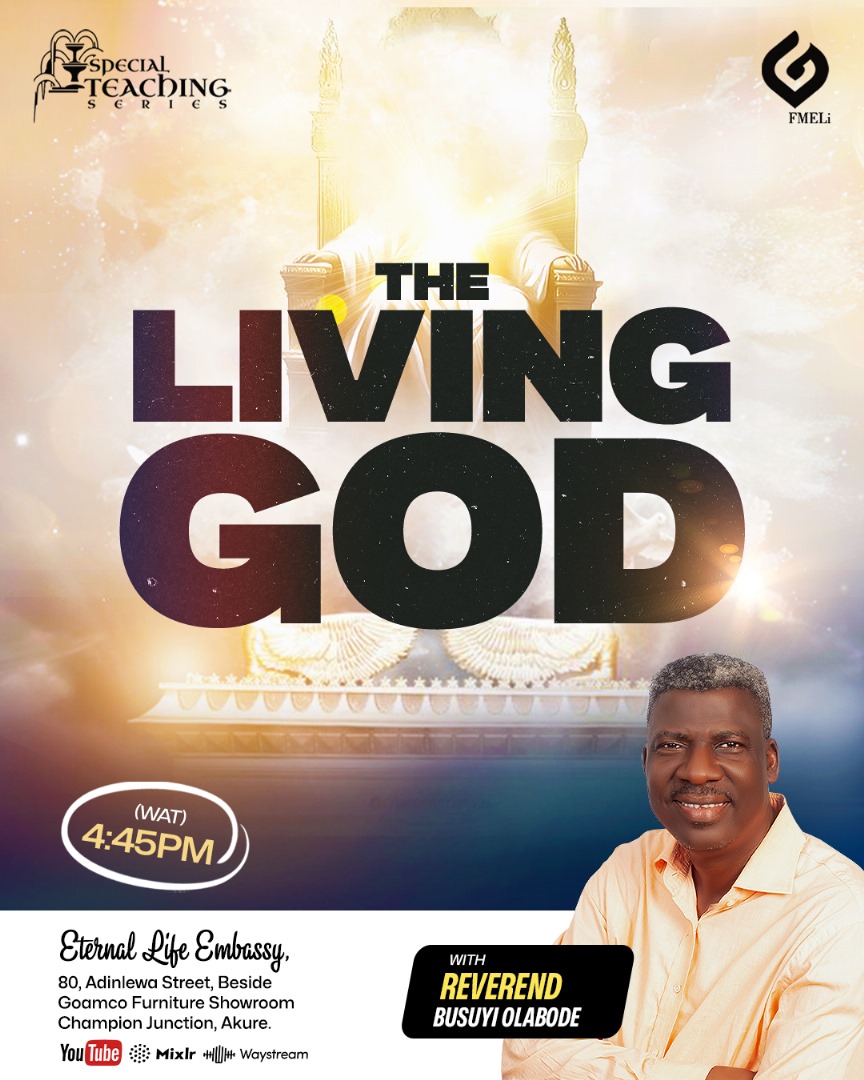 SPECIAL
TEACHING
SERIES
FMELi
THE
LIVING
GOD
(WAT)
4:45PM
Eternal Life Embassy,
80, Adinlewa Street, Beside
Goamco Furniture Showroom
Champion Junction, Akure.
YouTube Mixlr Waystream
WITH
REVEREND
BUSUYI OLABODE